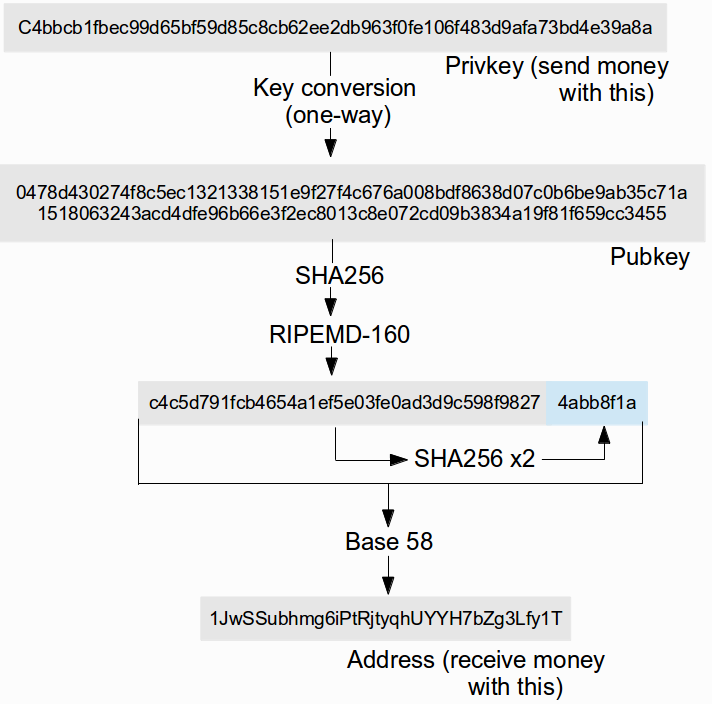 C4bbcb1fbec99d65bf59d85c8cb62ee2db963f0fe106f483d9afa73bd4e39a8a
Privkey (send money
with this)
Key conversion
(one-way)
0478d430274f8c5ec1321338151e9f27f4c676a008bdf8638d07c0b6be9ab35c71a
1518063243acd4dfe96b66e3f2ec8013c8e072cd09b3834a19f81f659cc3455
Pubkey
SHA256
RIPEMD-160
c4c5d791fcb4654a1ef5e03fe0ad3d9c598f9827 4abb8f1a
SHA256 x2
Base 58
1JwSSubhmg6iPtRjtyqhUYYH7bZg3Lfy1T
Address (receive money
with this)